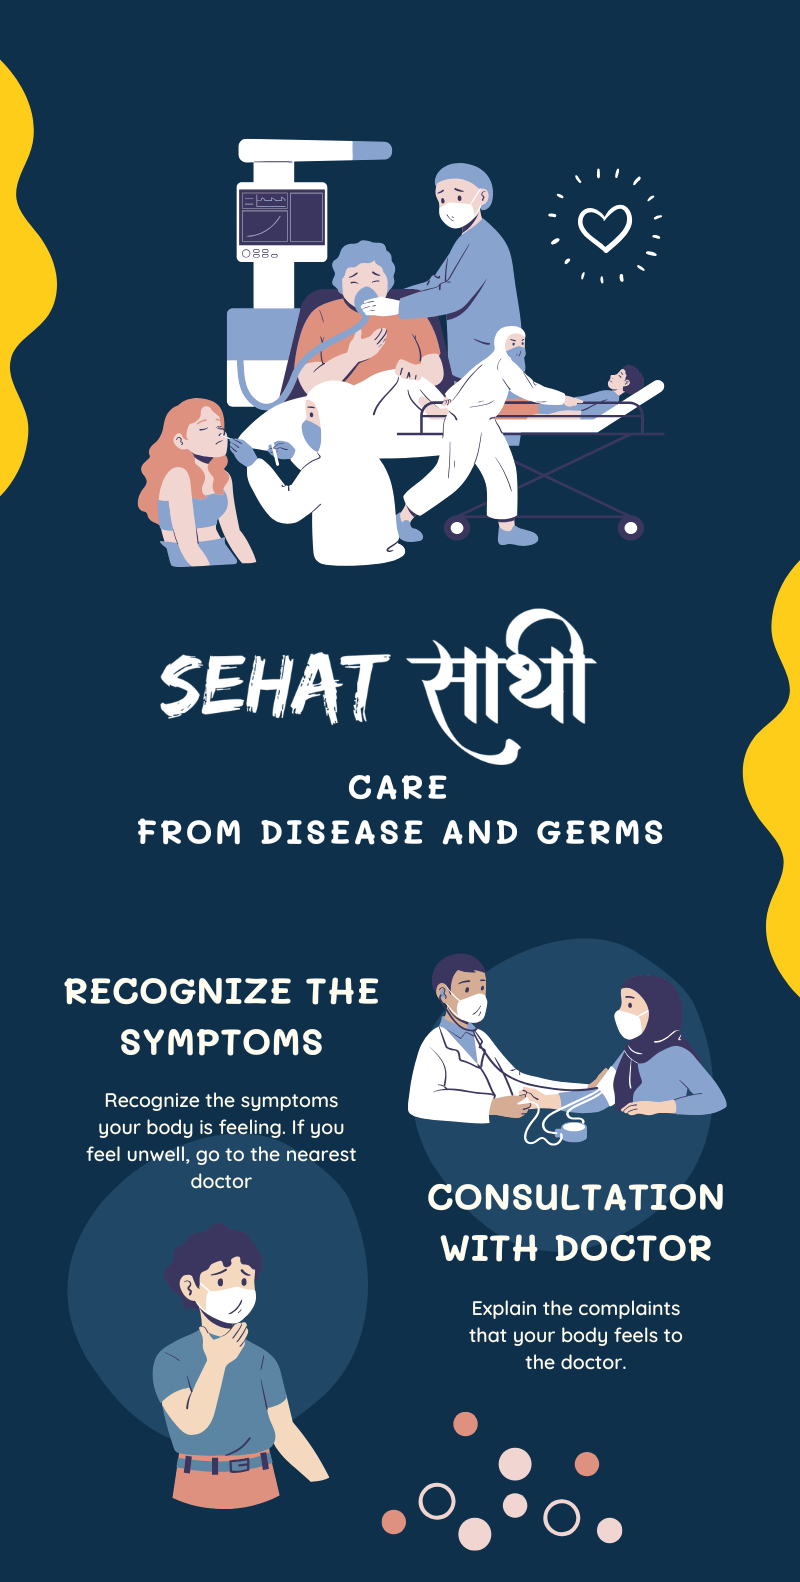 SEHAT साथी
CARE
FROM DISEASE AND GERMS
RECOGNIZE THE
SYMPTOMS
Recognize the symptoms
your body is feeling. If you
feel unwell, go to the nearest
doctor
CONSULTATION
WITH DOCTOR
Explain the complaints
that your body feels to
the doctor.